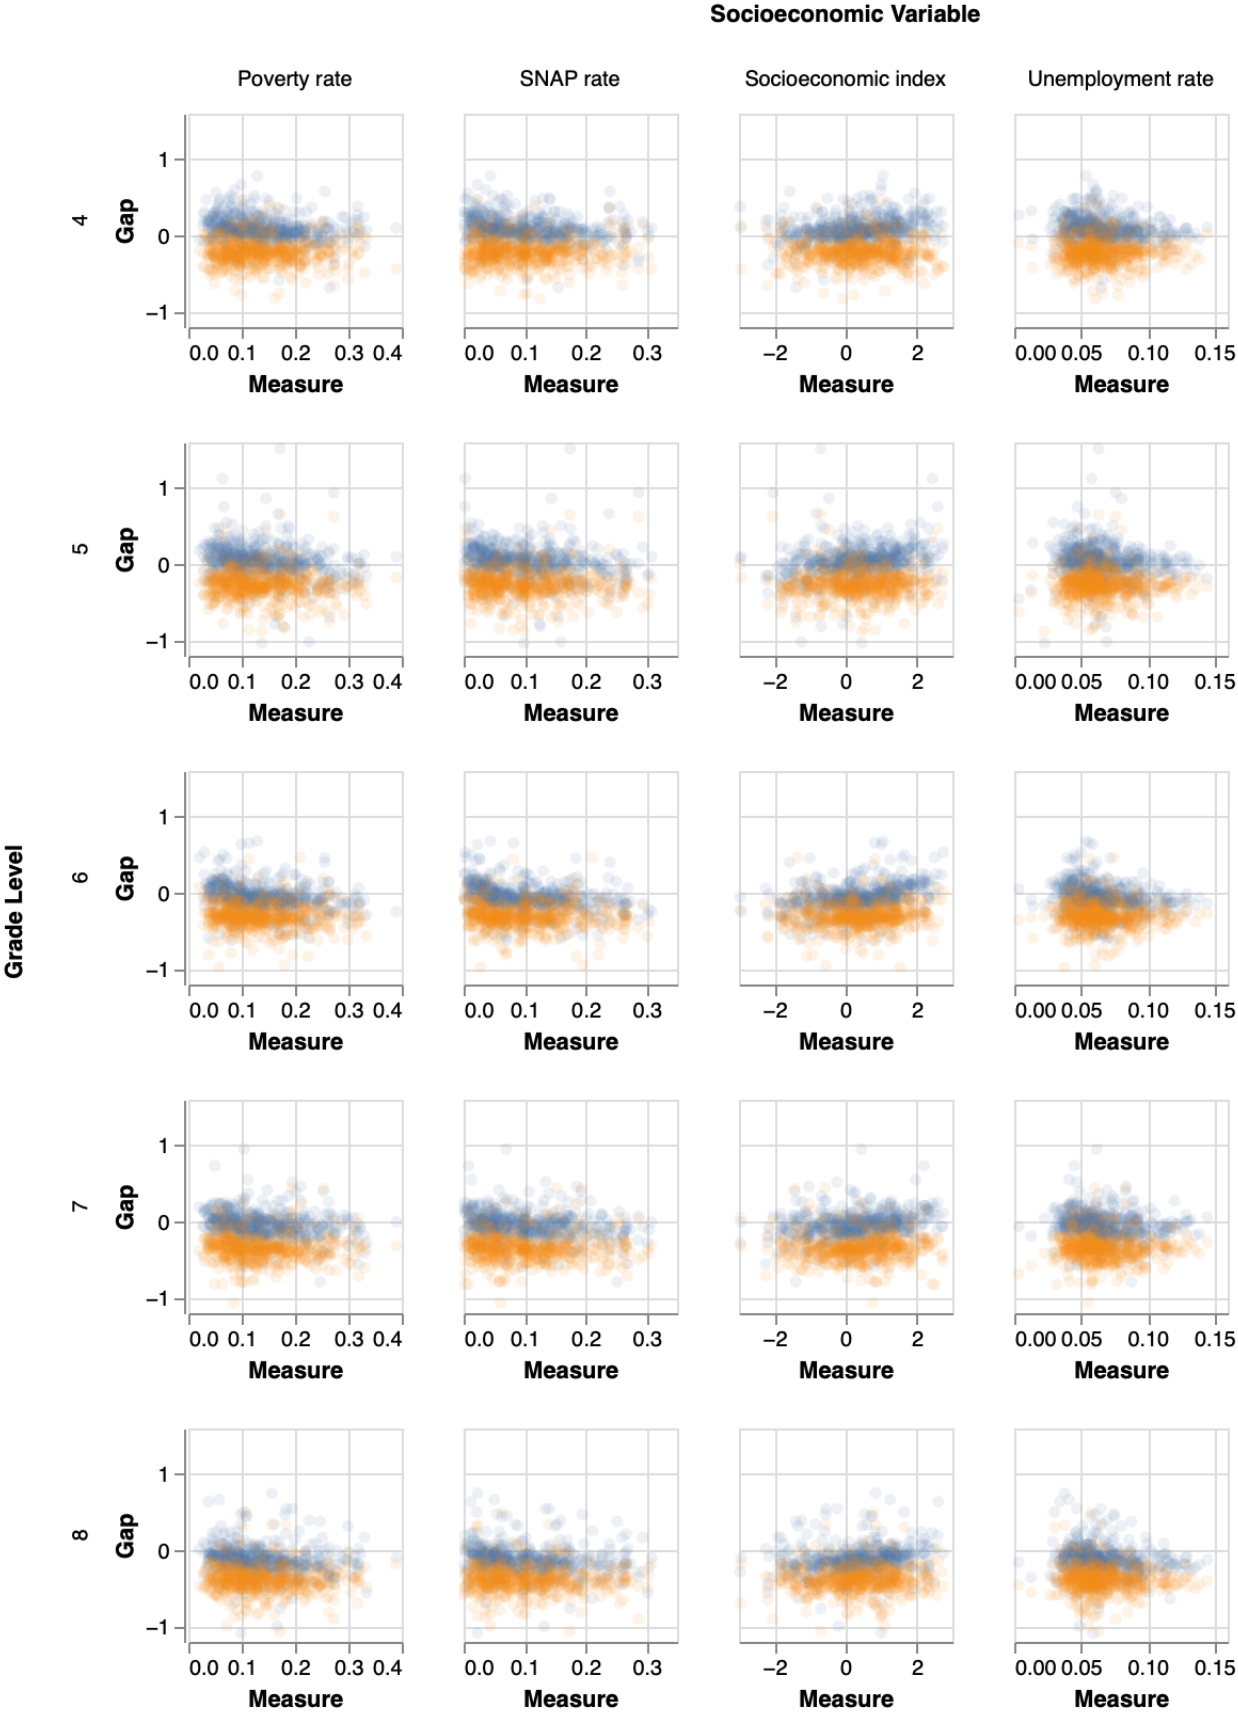 Socioeconomic Variable
Poverty rate SNAP rate Socioeconomic index Unemployment rate
Grade Level
4
Gap
1
0
−1
0.0 0.1 0.2 0.3 0.4 0.0 0.1 0.2 0.3 −2 0 2 0.00 0.05 0.10 0.15
Measure Measure Measure Measure
5
Gap
1
0
−1
0.0 0.1 0.2 0.3 0.4 0.0 0.1 0.2 0.3 −2 0 2 0.00 0.05 0.10 0.15
Measure Measure Measure Measure
6
Gap
1
0
−1
0.0 0.1 0.2 0.3 0.4 0.0 0.1 0.2 0.3 −2 0 2 0.00 0.05 0.10 0.15
Measure Measure Measure Measure
7
Gap
1
0
−1
0.0 0.1 0.2 0.3 0.4 0.0 0.1 0.2 0.3 −2 0 2 0.00 0.05 0.10 0.15
Measure Measure Measure Measure
8
Gap
1
0
−1
0.0 0.1 0.2 0.3 0.4 0.0 0.1 0.2 0.3 −2 0 2 0.00 0.05 0.10 0.15
Measure Measure Measure Measure